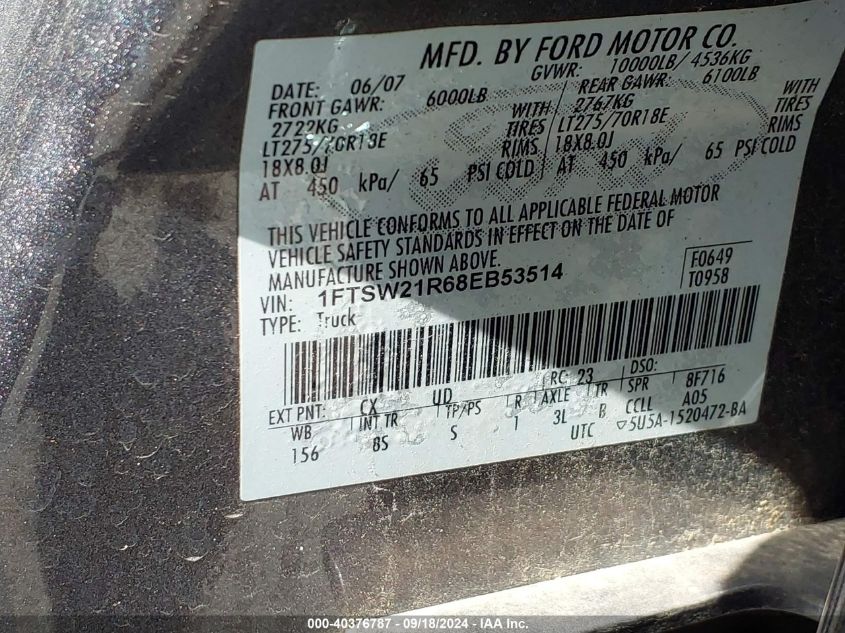 MFD. BY FORD MOTOR CO.
DATE: 06/07 GVWR: 10000LB/ 4536KG
FRONT GAWR: 6000LB REAR GAWR: 6100LB
2722KG WITH 2767KG WITH
LT275/70R18E TIRES LT275/70R18E TIRES
18X8.0J RIMS 18X8.0J RIMS
AT 450 kPa/ 65 PSI COLD AT 450 kPa/ 65 PSI COLD
THIS VEHICLE CONFORMS TO ALL APPLICABLE FEDERAL MOTOR
VEHICLE SAFETY STANDARDS IN EFFECT ON THE DATE OF
MANUFACTURE SHOWN ABOVE.
VIN: 1FTSW21R68EB53514
TYPE: Truck
F0649
T0958
EXT PNT: CX UD RC: 23 DSO:
WB INT TR TP/PS R AXLE TR SPR 8F716
156 8S S 1 3L B CCLL A05
UTC ▽5U5A-1520472-BA
000-40376787 - 09/18/2024 - IAAI, Inc.